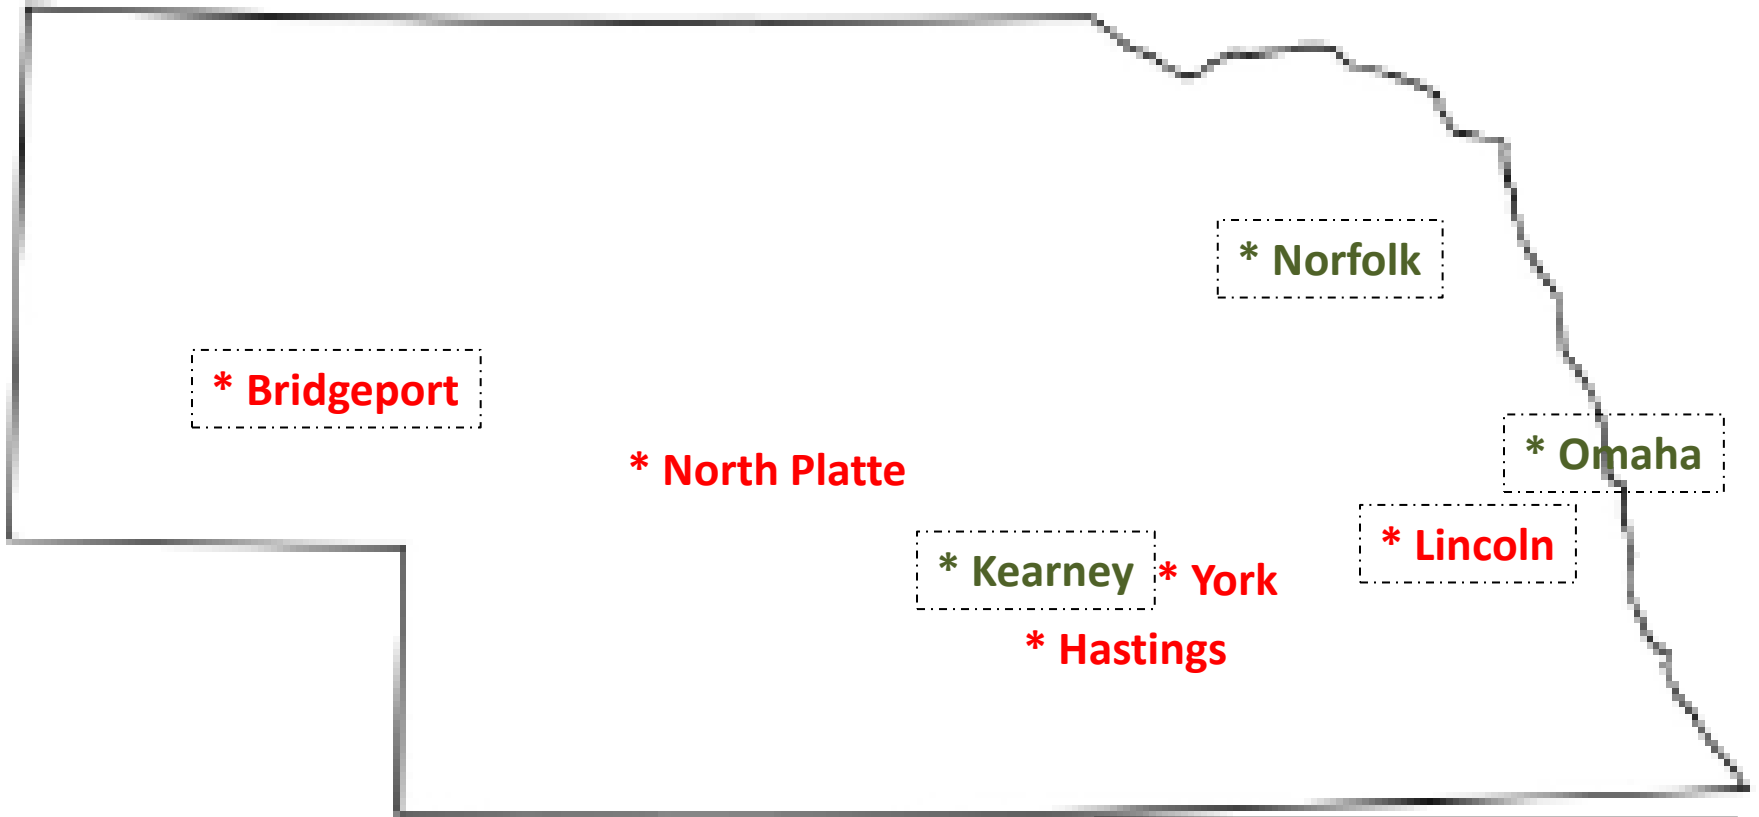 * Norfolk
* Bridgeport
* Omaha
* North Platte
* Lincoln
* Kearney
* York
* Hastings